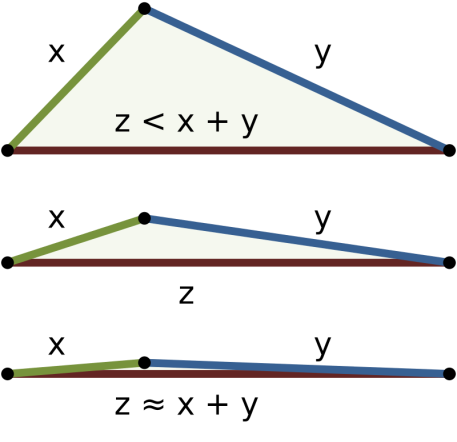 x y
z < x + y
x y
z
x y
z ≈ x + y